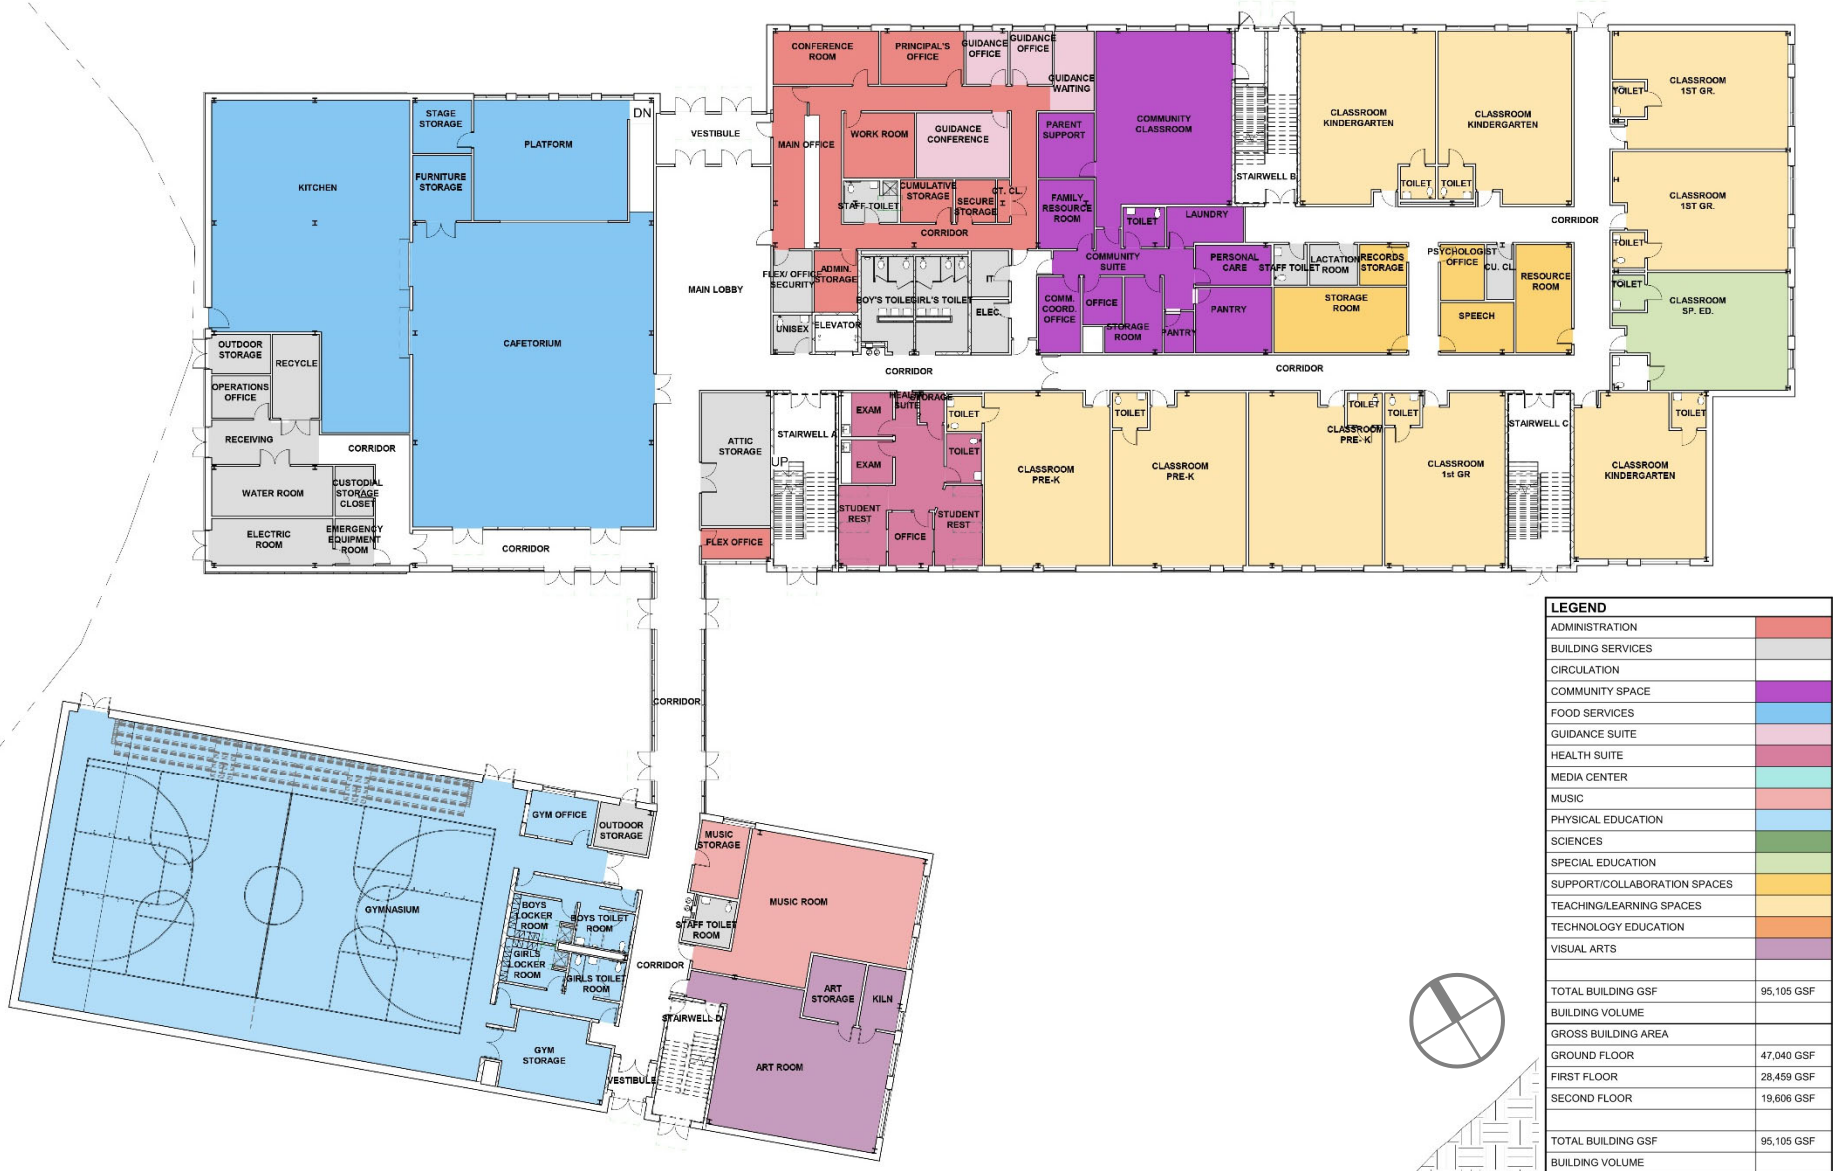 CONFERENCE
ROOM
PRINCIPAL'S
OFFICE
GUIDANCE
OFFICE
GUIDANCE
OFFICE
GUIDANCE
WAITING
STAGE
STORAGE
PLATFORM
DN
VESTIBULE
KITCHEN
FURNITURE
STORAGE
MAIN OFFICE
WORK ROOM
GUIDANCE
CONFERENCE
PARENT
SUPPORT
COMMUNITY
CLASSROOM
CLASSROOM
KINDERGARTEN
CLASSROOM
KINDERGARTEN
TOILET
CLASSROOM
1ST GR.
STAIRWELL B
TOILET
TOILET
STAFF TOILET
CUMULATIVE
STORAGE
SECURE
STORAGE
CT. CL.
CORRIDOR
FAMILY
RESOURCE
ROOM
TOILET
LAUNDRY
CORRIDOR
CLASSROOM
1ST GR.
TOILET
MAIN LOBBY
FLEX/ OFFICE
SECURITY
ADMIN.
STORAGE
BOY'S TOILET
GIRL'S TOILET
IT
ELEC.
UNISEX
ELEVATOR
COMMUNITY
SUITE
COMM.
COORD.
OFFICE
OFFICE
STORAGE
ROOM
PANTRY
PERSONAL
CARE
PANTRY
STAFF TOILET
LACTATION
ROOM
RECORDS
STORAGE
STORAGE
ROOM
PSYCHOLOGIST
OFFICE
CU. CL.
SPEECH
RESOURCE
ROOM
TOILET
CLASSROOM
SP. ED.
CAFETORIUM
OUTDOOR
STORAGE
RECYCLE
OPERATIONS
OFFICE
RECEIVING
CORRIDOR
WATER ROOM
CUSTODIAL
STORAGE
CLOSET
ELECTRIC
ROOM
EMERGENCY
EQUIPMENT
ROOM
CORRIDOR
CORRIDOR
CORRIDOR
ATTIC
STORAGE
FLEX OFFICE
STAIRWELL A
UP
EXAM
HEALTH
SUITE
STORAGE
EXAM
TOILET
TOILET
STUDENT
REST
OFFICE
STUDENT
REST
CLASSROOM
PRE-K
TOILET
CLASSROOM
PRE-K
TOILET
CLASSROOM
PRE- K
TOILET
CLASSROOM
1st GR
STAIRWELL C
TOILET
CLASSROOM
KINDERGARTEN
CORRIDOR
GYM OFFICE
OUTDOOR
STORAGE
GYMNASIUM
BOYS
LOCKER
ROOM
BOYS TOILET
ROOM
GIRLS
LOCKER
ROOM
GIRLS TOILET
ROOM
GYM
STORAGE
VESTIBULE
CORRIDOR
MUSIC
STORAGE
MUSIC ROOM
STAFF TOILET
ROOM
STAIRWELL D
ART
STORAGE
KILN
ART ROOM
LEGEND
ADMINISTRATION
BUILDING SERVICES
CIRCULATION
COMMUNITY SPACE
FOOD SERVICES
GUIDANCE SUITE
HEALTH SUITE
MEDIA CENTER
MUSIC
PHYSICAL EDUCATION
SCIENCES
SPECIAL EDUCATION
SUPPORT/COLLABORATION SPACES
TEACHING/LEARNING SPACES
TECHNOLOGY EDUCATION
VISUAL ARTS
TOTAL BUILDING GSF 95,105 GSF
BUILDING VOLUME
GROSS BUILDING AREA
GROUND FLOOR 47,040 GSF
FIRST FLOOR 28,459 GSF
SECOND FLOOR 19,606 GSF
TOTAL BUILDING GSF 95,105 GSF
BUILDING VOLUME